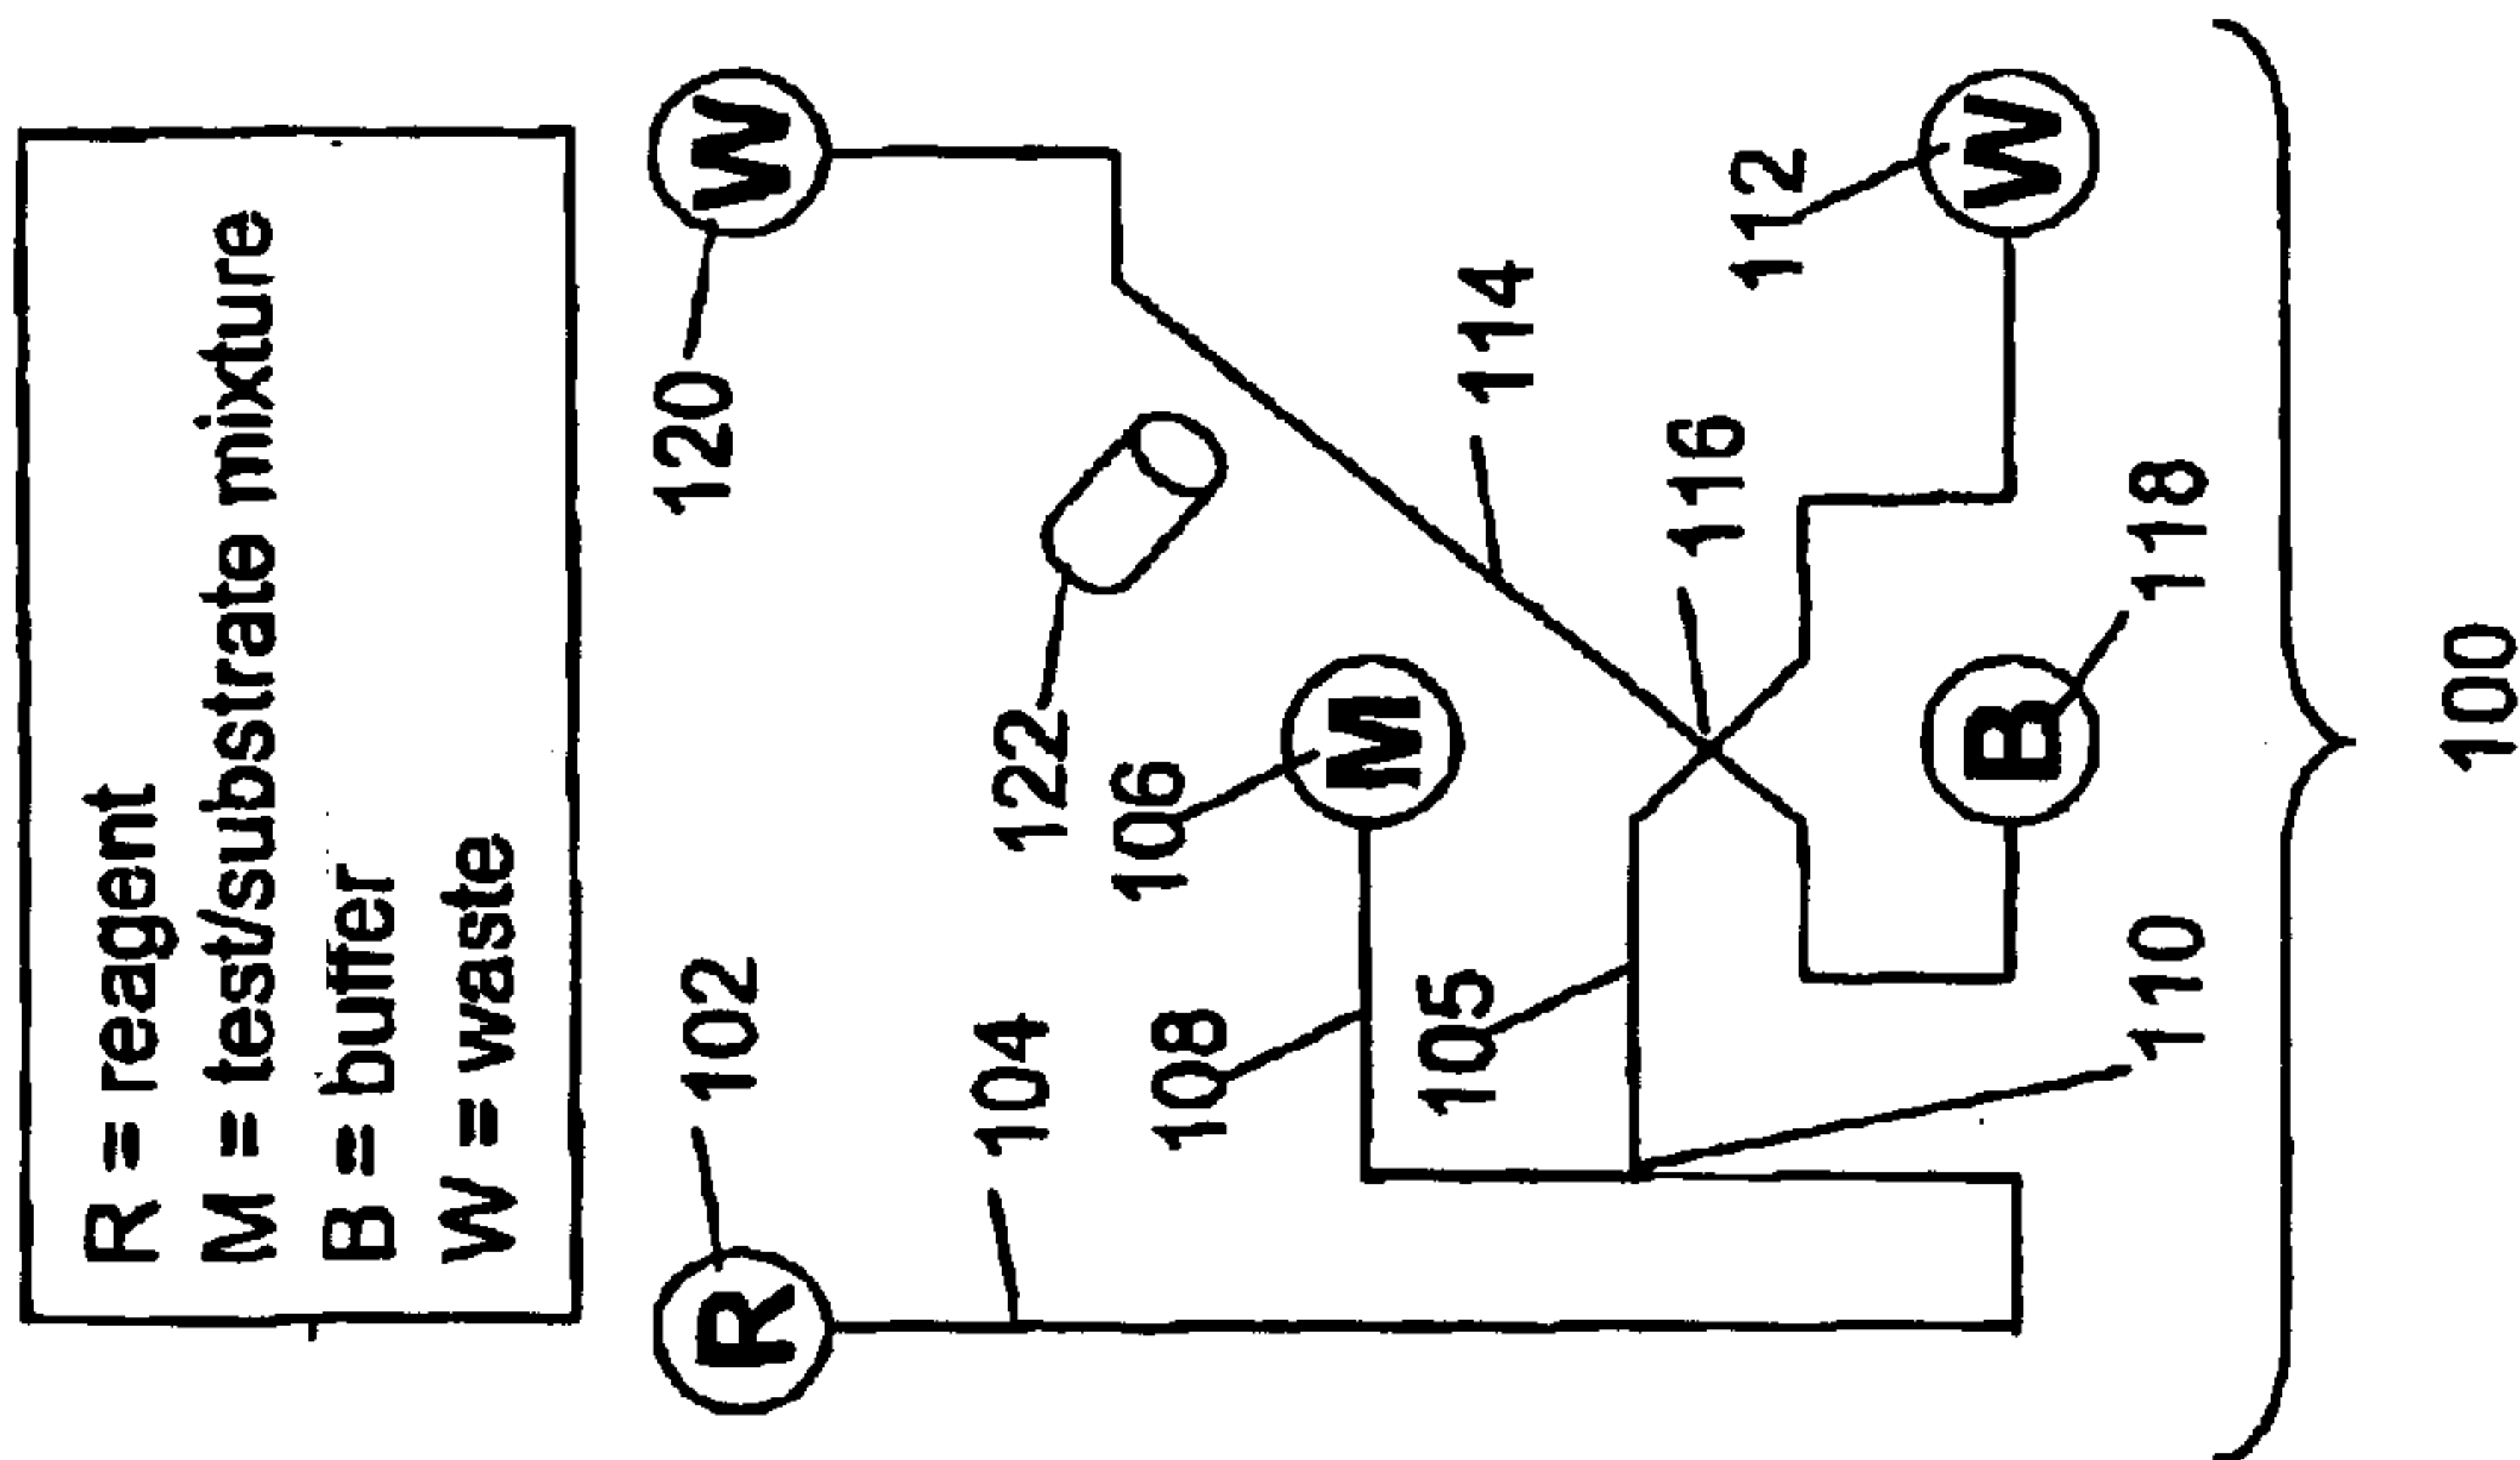 R = reagent
M = test/substrate mixture
B = buffer
W = waste
R
102
104
W
120
122
106
M
108
105
114
116
112
W
B
118
110
100